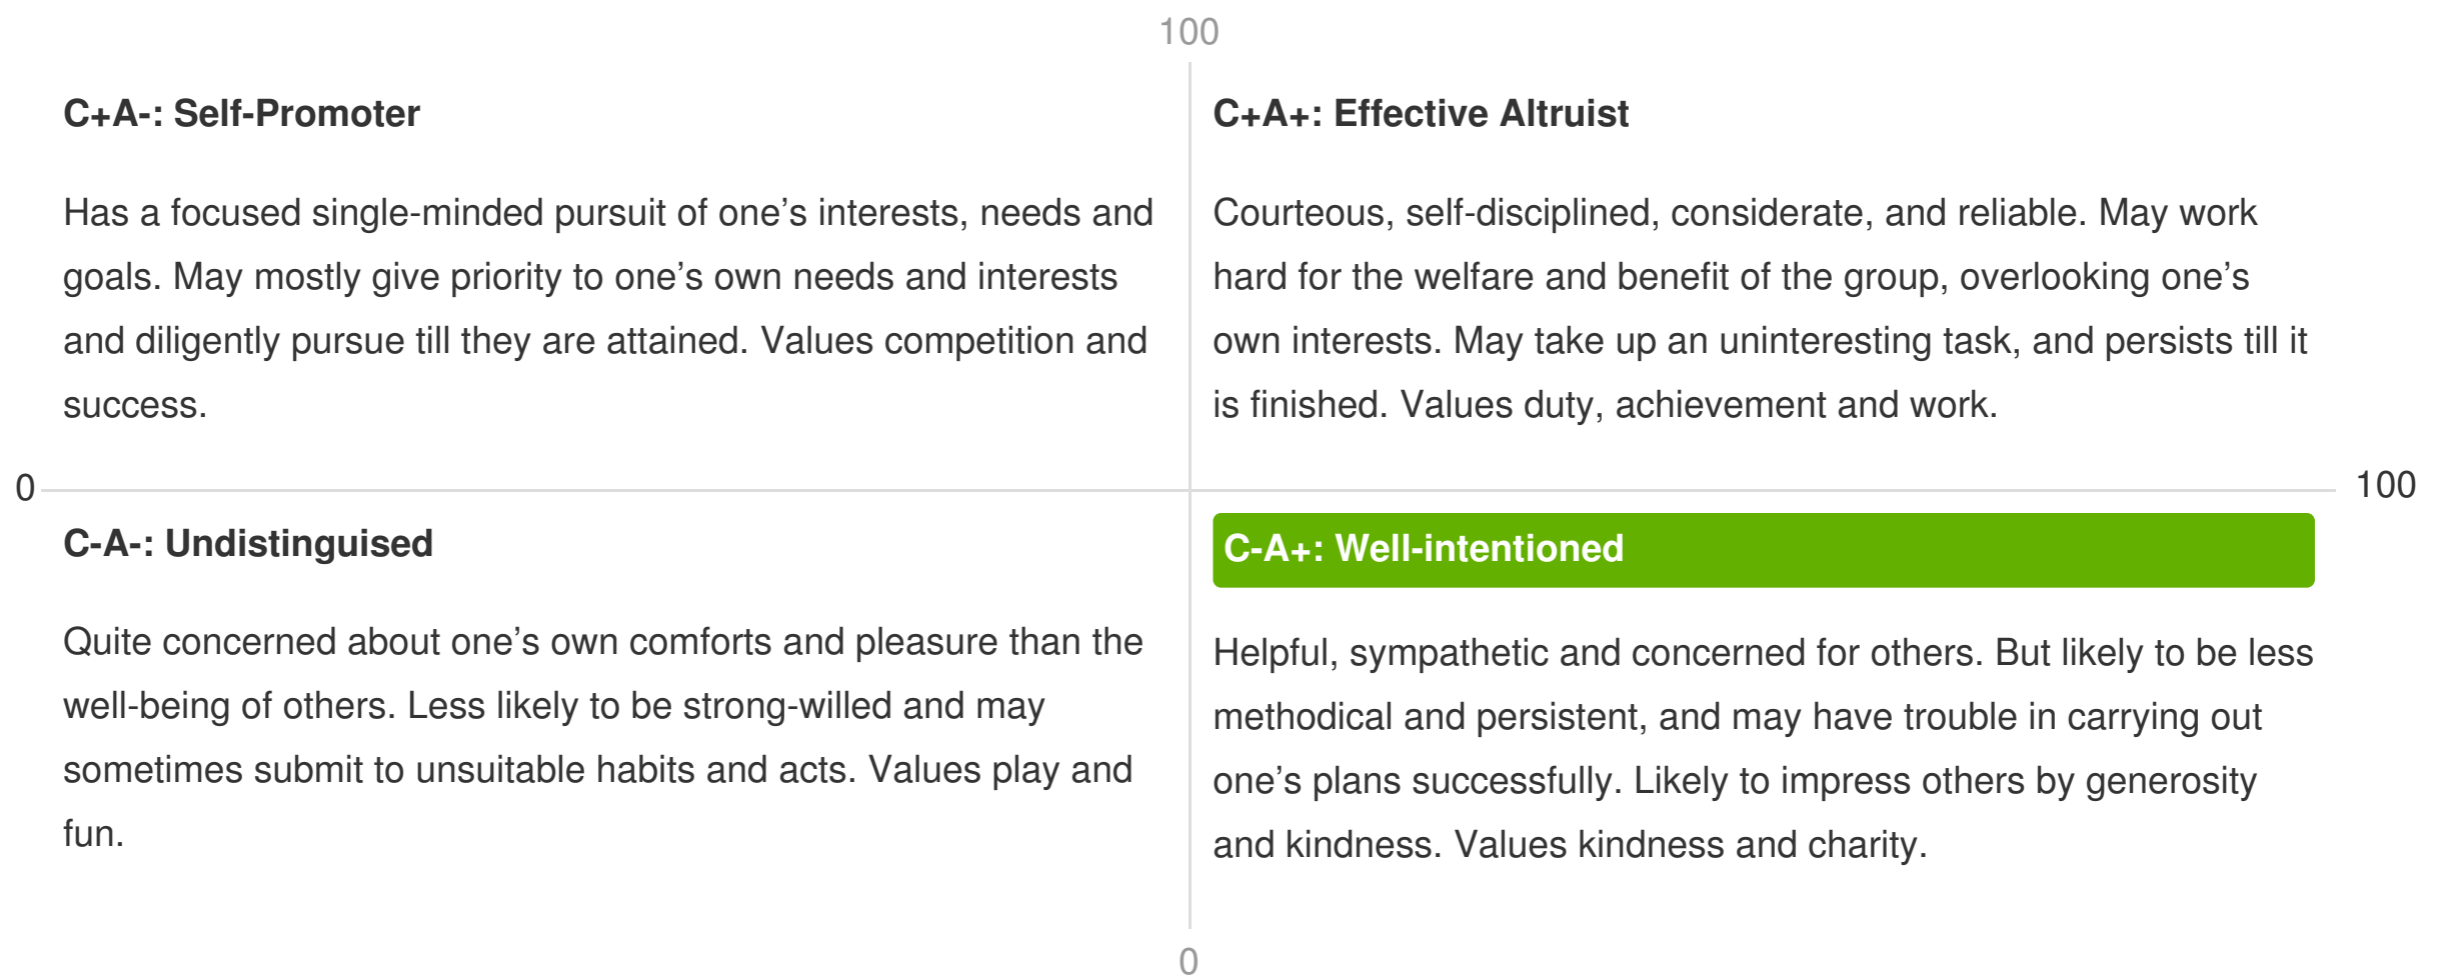 100
C+A-: Self-Promoter
Has a focused single-minded pursuit of one’s interests, needs and
goals. May mostly give priority to one’s own needs and interests
and diligently pursue till they are attained. Values competition and
success.
C+A+: Effective Altruist
Courteous, self-disciplined, considerate, and reliable. May work
hard for the welfare and benefit of the group, overlooking one’s
own interests. May take up an uninteresting task, and persists till it
is finished. Values duty, achievement and work.
0
100
C-A-: Undistinguised
Quite concerned about one’s own comforts and pleasure than the
well-being of others. Less likely to be strong-willed and may
sometimes submit to unsuitable habits and acts. Values play and
fun.
C-A+: Well-intentioned
Helpful, sympathetic and concerned for others. But likely to be less
methodical and persistent, and may have trouble in carrying out
one’s plans successfully. Likely to impress others by generosity
and kindness. Values kindness and charity.
0